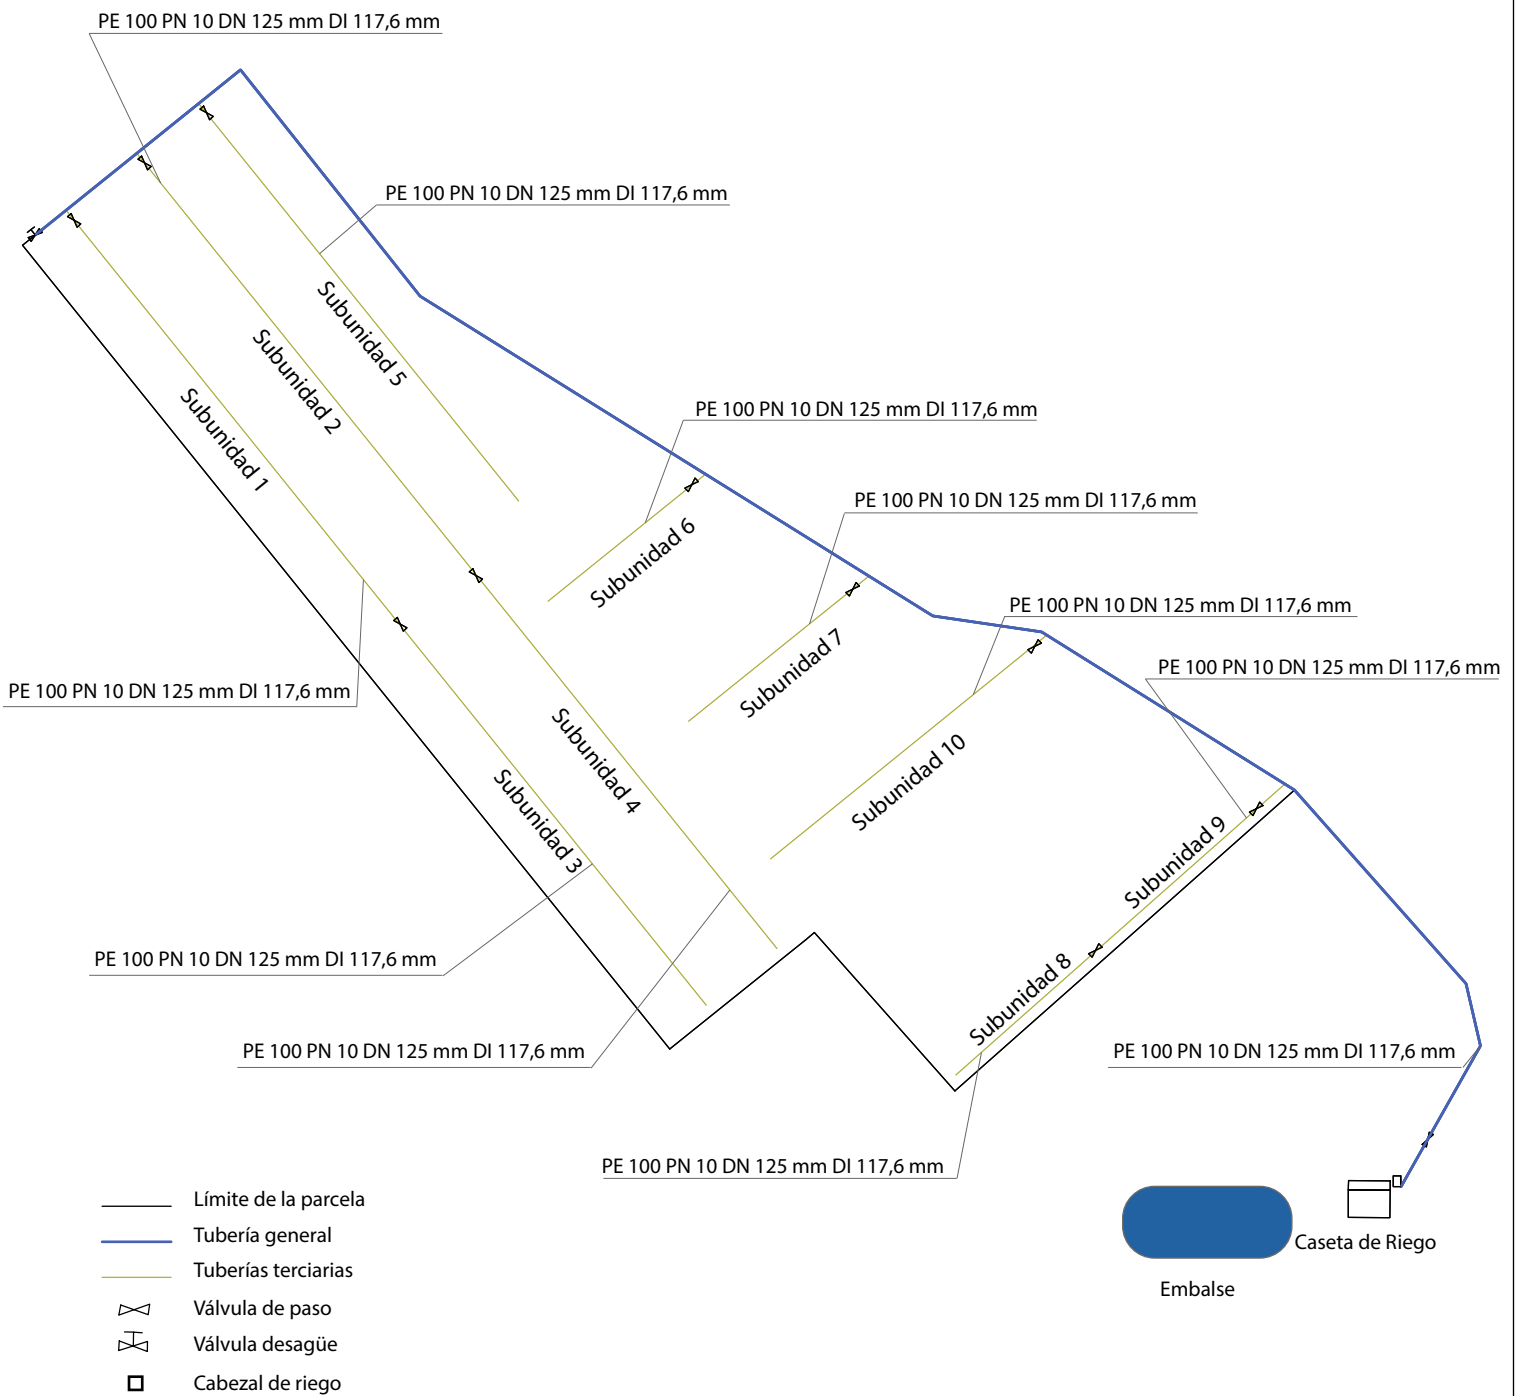 PE 100 PN 10 DN 125 mm DI 117,6 mm
PE 100 PN 10 DN 125 mm DI 117,6 mm
Subunidad 5
Subunidad 2
Subunidad 1
PE 100 PN 10 DN 125 mm DI 117,6 mm
PE 100 PN 10 DN 125 mm DI 117,6 mm
Subunidad 6
PE 100 PN 10 DN 125 mm DI 117,6 mm
Subunidad 7
PE 100 PN 10 DN 125 mm DI 117,6 mm
PE 100 PN 10 DN 125 mm DI 117,6 mm
Subunidad 4
Subunidad 10
Subunidad 3
Subunidad 9
PE 100 PN 10 DN 125 mm DI 117,6 mm
Subunidad 8
PE 100 PN 10 DN 125 mm DI 117,6 mm
PE 100 PN 10 DN 125 mm DI 117,6 mm
PE 100 PN 10 DN 125 mm DI 117,6 mm
Caseta de Riego
Embalse
Límite de la parcela
Tubería general
Tuberías terciarias
Válvula de paso
Válvula desagüe
Cabezal de riego